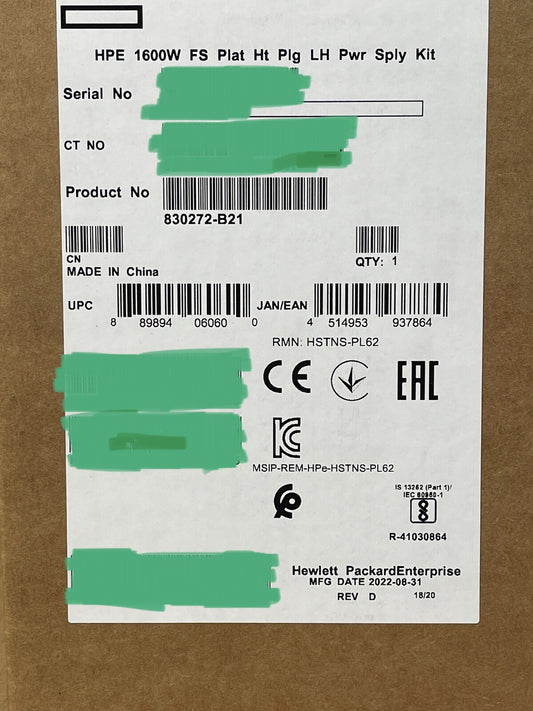 HPE 1600W FS Plat Ht Plg LH Pwr Sply Kit
Serial No
CT NO
Product No
830272-B21
CN
MADE IN China
QTY: 1
UPC 8 89894 06060 0
JAN/EAN 4 514953 937864
RMN: HSTNS-PL62
CE
EAC
KC
MSIP-REM-HPe-HSTNS-PL62
IS 13252 (Part 1)/
IEC 60950-1
R-41030864
Hewlett PackardEnterprise
MFG DATE 2022-08-31
REV D 18/20